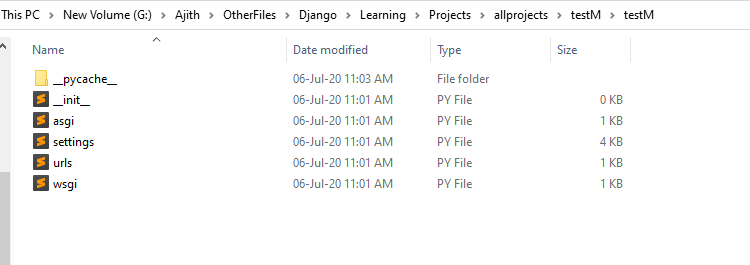 This PC > New Volume (G:) > Ajith > OtherFiles > Django > Learning > Projects > allprojects > testM > testM
Name Date modified Type Size
__pycache__ 06-Jul-20 11:03 AM File folder
__init__ 06-Jul-20 11:01 AM PY File 0 KB
asgi 06-Jul-20 11:01 AM PY File 1 KB
settings 06-Jul-20 11:01 AM PY File 4 KB
urls 06-Jul-20 11:01 AM PY File 1 KB
wsgi 06-Jul-20 11:01 AM PY File 1 KB